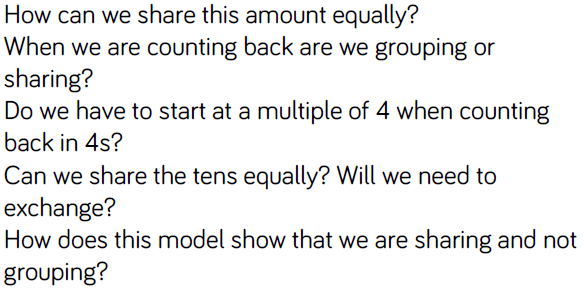 How can we share this amount equally?
When we are counting back are we grouping or
sharing?
Do we have to start at a multiple of 4 when counting
back in 4s?
Can we share the tens equally? Will we need to
exchange?
How does this model show that we are sharing and not
grouping?